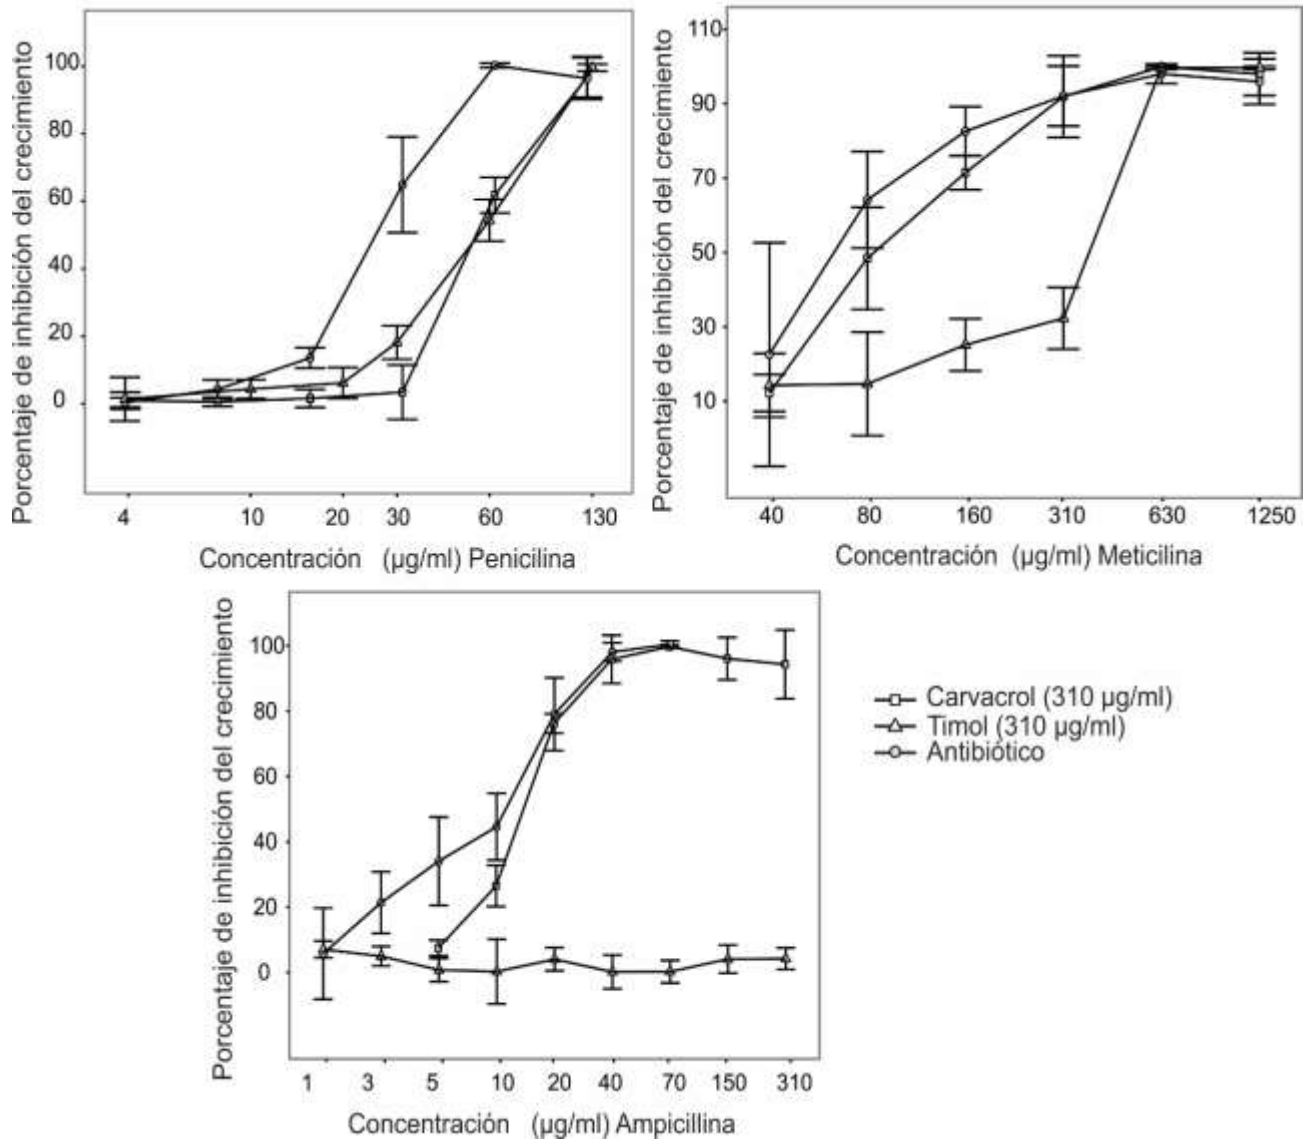 Porcentaje de inhibición del crecimiento
100
80
60
40
20
0
4 10 20 30 60 130
Concentración (µg/ml) Penicilina
Porcentaje de inhibición del crecimiento
110
90
70
50
30
10
40 80 160 310 630 1250
Concentración (µg/ml) Meticilina
Porcentaje de inhibición del crecimiento
100
80
60
40
20
0
1 3 5 10 20 40 70 150 310
Concentración (µg/ml) Ampicillina
Carvacrol (310 µg/ml)
Timol (310 µg/ml)
Antibiótico